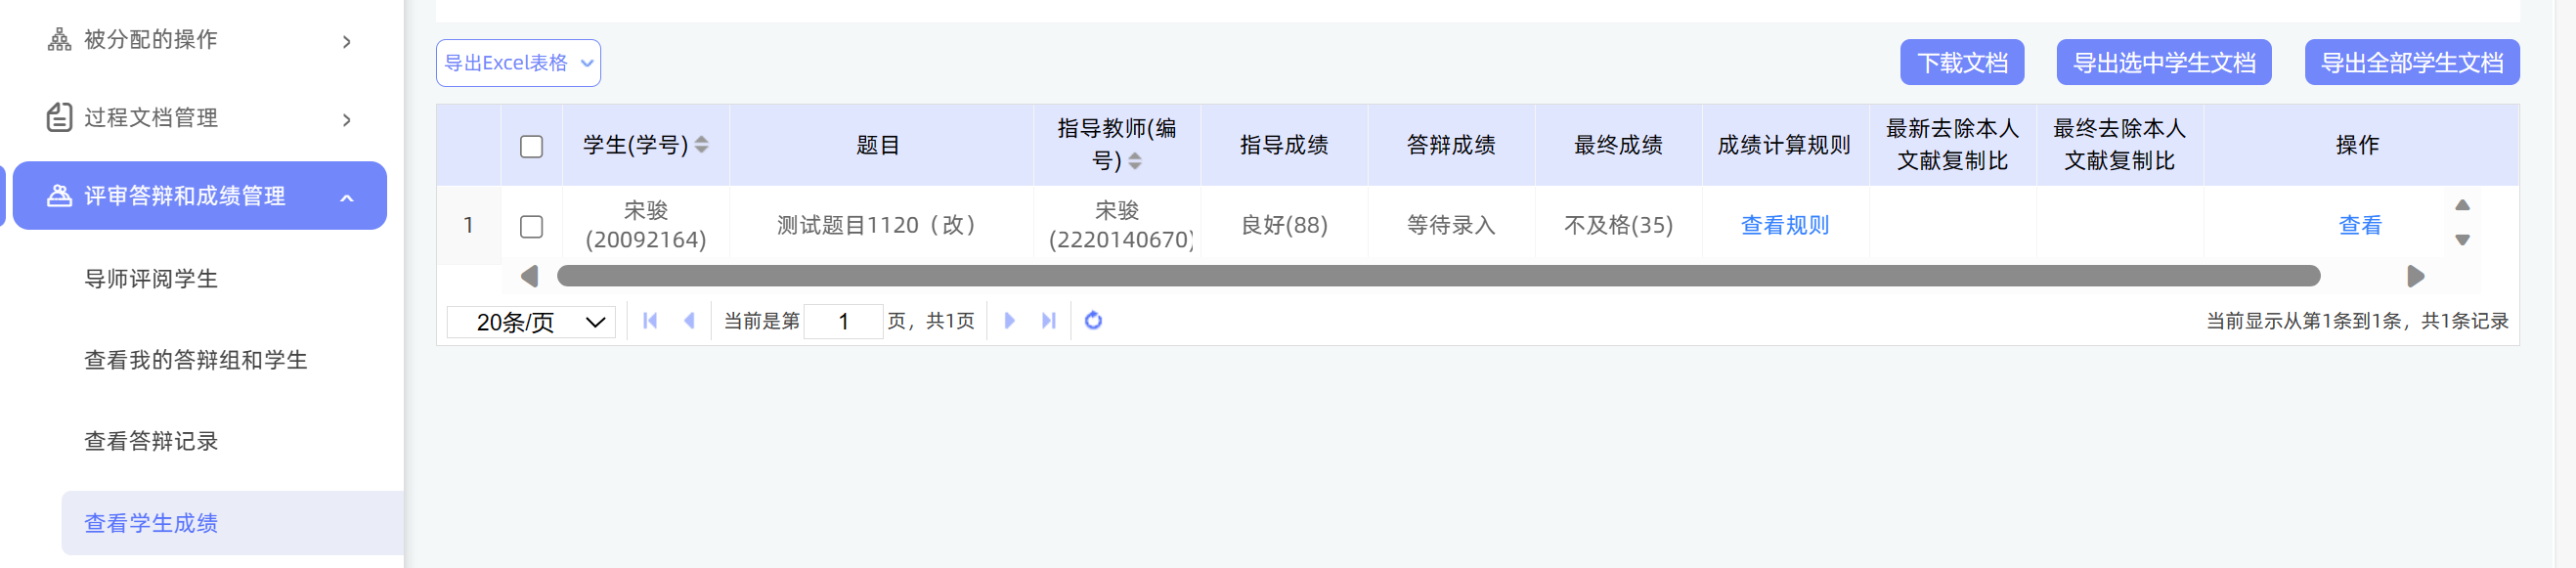 被分配的操作
过程文档管理
评审答辩和成绩管理
导师评阅学生
查看我的答辩组和学生
查看答辩记录
查看学生成绩
导出Excel表格
下载文档
导出选中学生文档
导出全部学生文档
学生(学号)
题目
指导教师(编
号)
指导成绩
答辩成绩
最终成绩
成绩计算规则
最新去除本人
文献复制比
最终去除本人
文献复制比
操作
1
宋骏
(20092164)
测试题目1120（改）
宋骏
(2220140670)
良好(88)
等待录入
不及格(35)
查看规则
查看
20条/页
当前是第 1 页，共1页
当前显示从第1条到1条，共1条记录